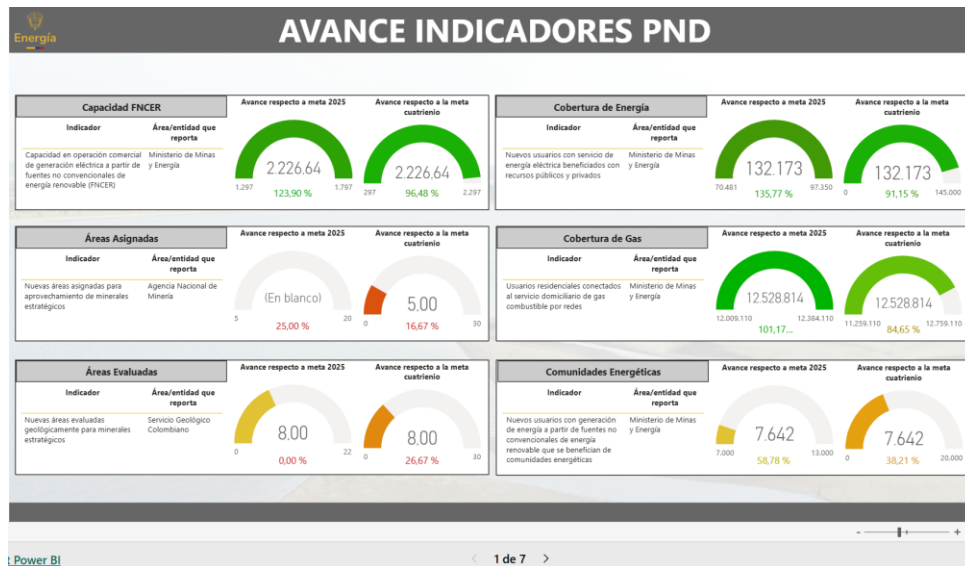 Energía
AVANCE INDICADORES PND
Capacidad FNCER
Indicador
Área/entidad que
reporta
Capacidad en operación comercial
de generación eléctrica a partir de
fuentes no convencionales de
energía renovable (FNCER)
Ministerio de Minas
y Energía
Avance respecto a meta 2025
2.226,64
1.297
1.797
123,90 %
Avance respecto a la meta
cuatrienio
2.226,64
297
2.297
96,48 %
Cobertura de Energía
Indicador
Área/entidad que
reporta
Nuevos usuarios con servicio de
energía eléctrica beneficiados con
recursos públicos y privados
Ministerio de Minas
y Energía
Avance respecto a meta 2025
132.173
70.481
97.350
135,77 %
Avance respecto a la meta
cuatrienio
132.173
0
145.000
91,15 %
Áreas Asignadas
Indicador
Área/entidad que
reporta
Nuevas áreas asignadas para
aprovechamiento de minerales
estratégicos
Agencia Nacional de
Minería
Avance respecto a meta 2025
(En blanco)
5
20
25,00 %
Avance respecto a la meta
cuatrienio
5,00
0
30
16,67 %
Cobertura de Gas
Indicador
Área/entidad que
reporta
Usuarios residenciales conectados
al servicio domiciliario de gas
combustible por redes
Ministerio de Minas
y Energía
Avance respecto a meta 2025
12.528.814
12.009.110
12.384.110
101,17...
Avance respecto a la meta
cuatrienio
12.528.814
11.259.110
12.759.110
84,65 %
Áreas Evaluadas
Indicador
Área/entidad que
reporta
Nuevas áreas evaluadas
geológicamente para minerales
estratégicos
Servicio Geológico
Colombiano
Avance respecto a meta 2025
8,00
0
22
0,00 %
Avance respecto a la meta
cuatrienio
8,00
0
30
26,67 %
Comunidades Energéticas
Indicador
Área/entidad que
reporta
Nuevos usuarios con generación
de energía a partir de fuentes no
convencionales de energía
renovable que se benefician de
comunidades energéticas
Ministerio de Minas
y Energía
Avance respecto a meta 2025
7.642
7.000
13.000
58,78 %
Avance respecto a la meta
cuatrienio
7.642
0
20.000
38,21 %
- +
Power BI
< 1 de 7 >